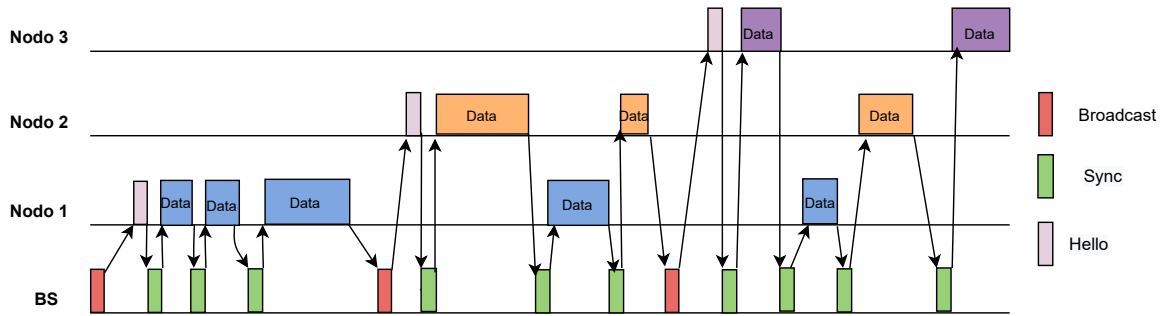 Nodo 3
Data
Data
Nodo 2
Data
Data
Data
Broadcast
Sync
Hello
Nodo 1
Data
Data
Data
Data
Data
BS